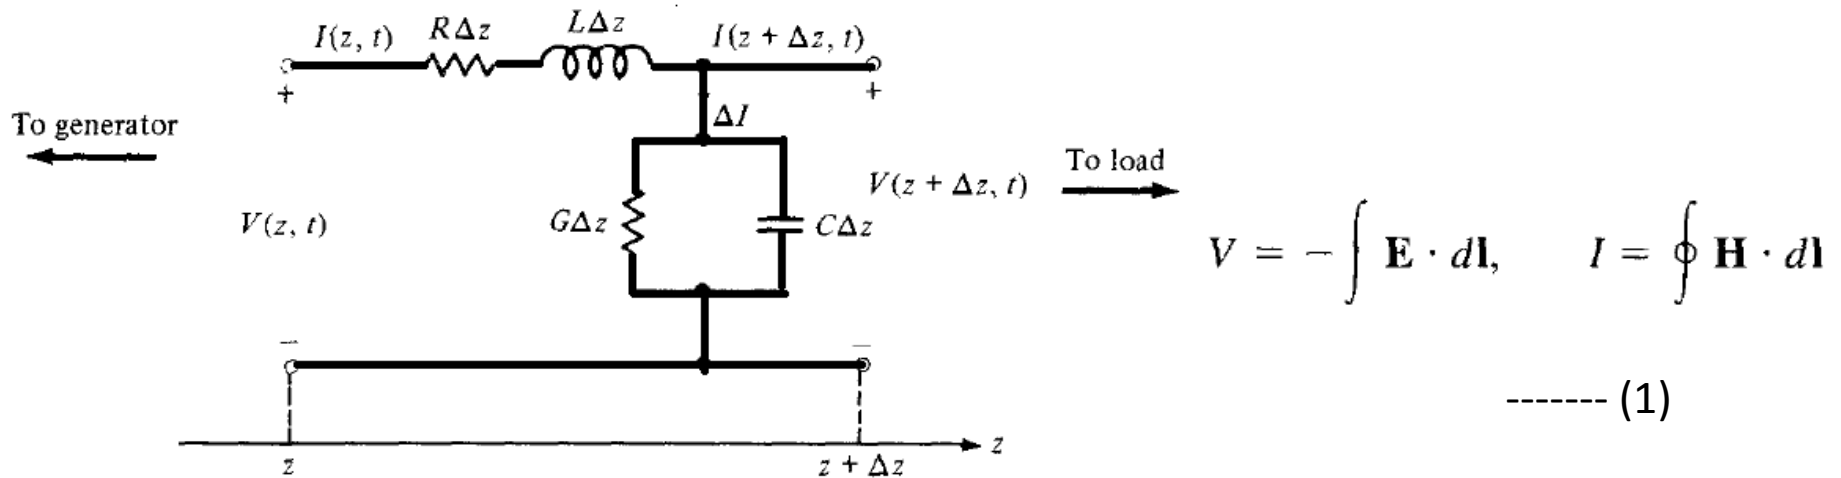 I(z, t) RΔz LΔz I(z + Δz, t)
+ +
To generator
ΔI
V(z, t)
GΔz
CΔz
V(z + Δz, t)
To load
V = − ∫ E · dl, I = ∮ H · dl
− −
------- (1)
z z + Δz z